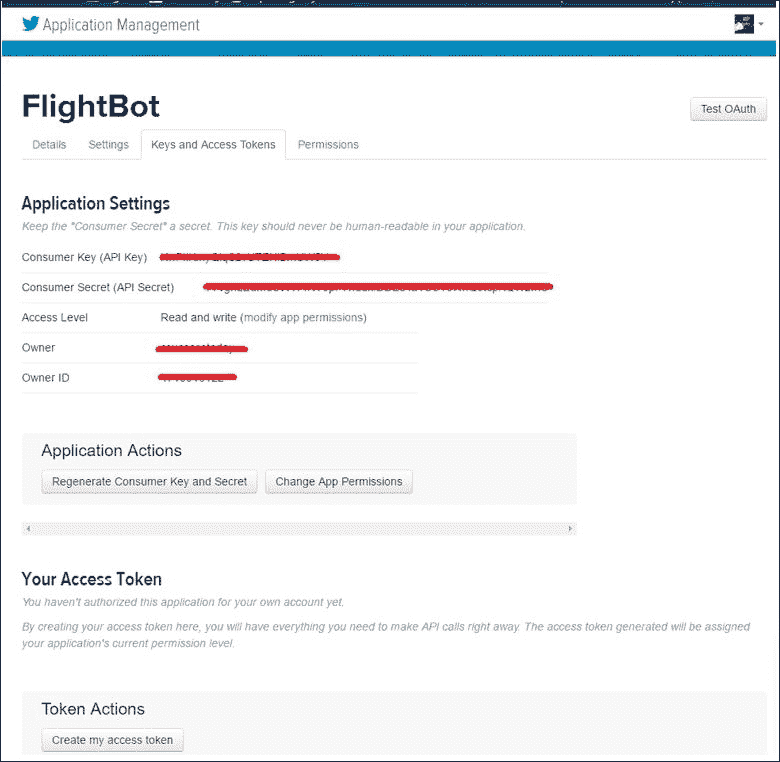 Application Management
FlightBot
Test OAuth
Details Settings Keys and Access Tokens Permissions
Application Settings
Keep the "Consumer Secret" a secret. This key should never be human-readable in your application.
Consumer Key (API Key)
Consumer Secret (API Secret)
Access Level Read and write (modify app permissions)
Owner
Owner ID
Application Actions
Regenerate Consumer Key and Secret Change App Permissions
Your Access Token
You haven't authorized this application for your own account yet.
By creating your access token here, you will have everything you need to make API calls right away. The access token generated will be assigned
your application's current permission level.
Token Actions
Create my access token